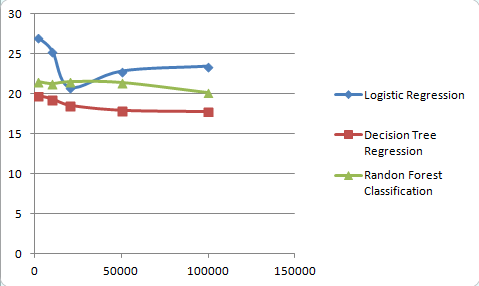 30
25
20
15
10
5
0
0
50000
100000
150000
Logistic Regression
Decision Tree
Regression
Randon Forest
Classification